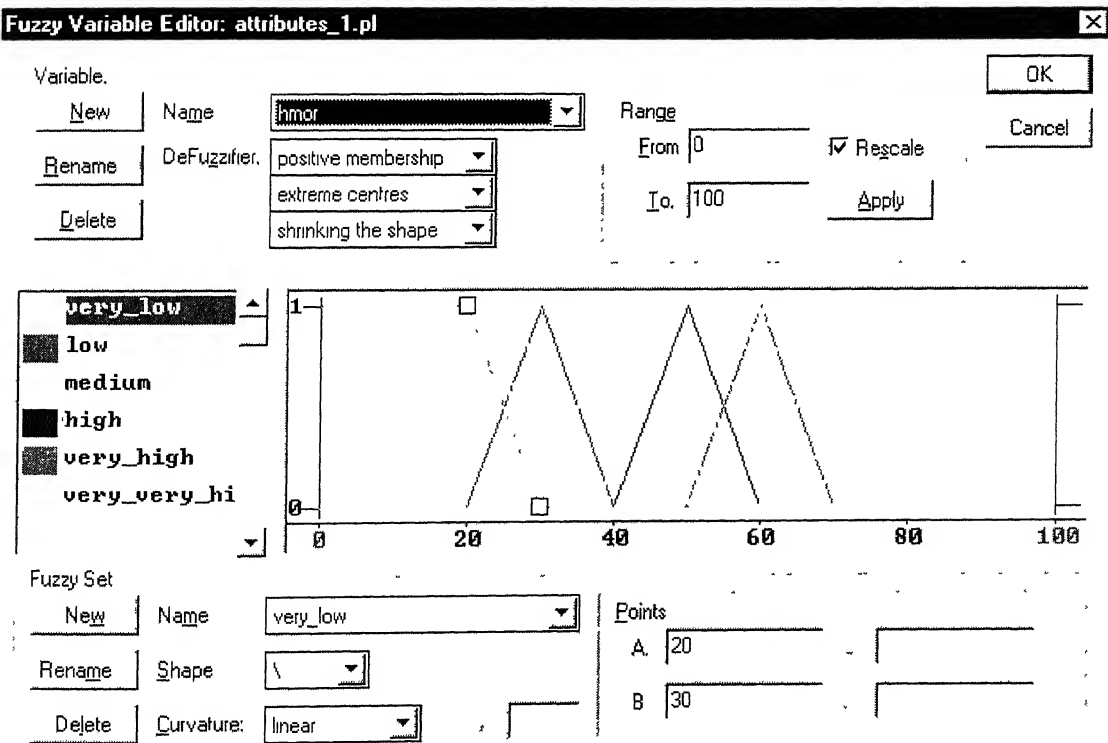 Fuzzy Variable Editor: attributes_1.pl
Variable.
New Name hmor
Rename DeFuzzifier. positive membership
extreme centres
Delete shrinking the shape
Range
From 0 Rescale
To. 100 Apply
OK
Cancel
very_low
low
medium
high
very_high
very_very_hi
1
0
0 20 40 60 80 100
Fuzzy Set
New Name very_low
Rename Shape \
Delete Curvature: linear
Points
A. 20
B 30